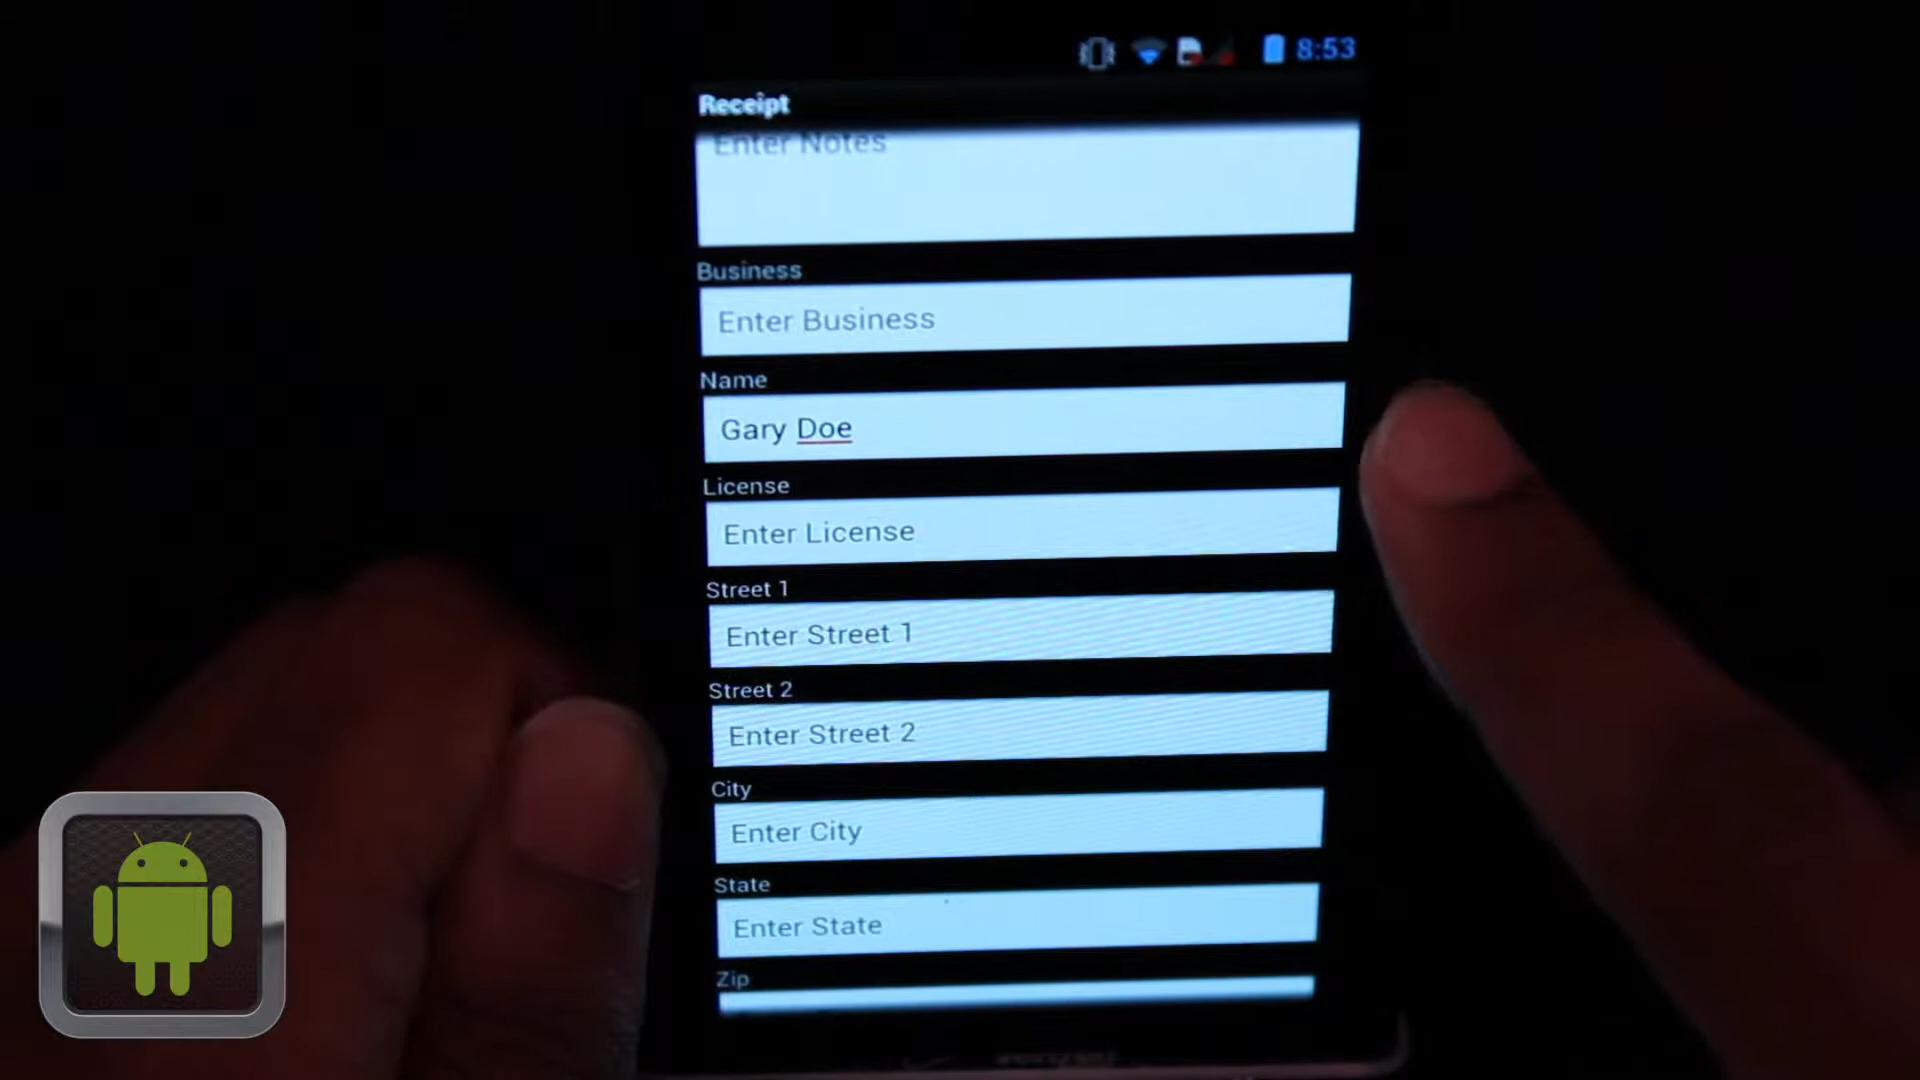 8:53
Receipt
Enter Notes
Business
Enter Business
Name
Gary Doe
License
Enter License
Street 1
Enter Street 1
Street 2
Enter Street 2
City
Enter City
State
Enter State
Zip